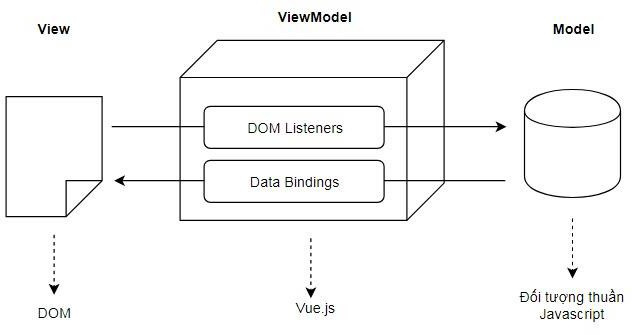 View
ViewModel
Model
DOM Listeners
Data Bindings
DOM
Vue.js
Đối tượng thuần
Javascript